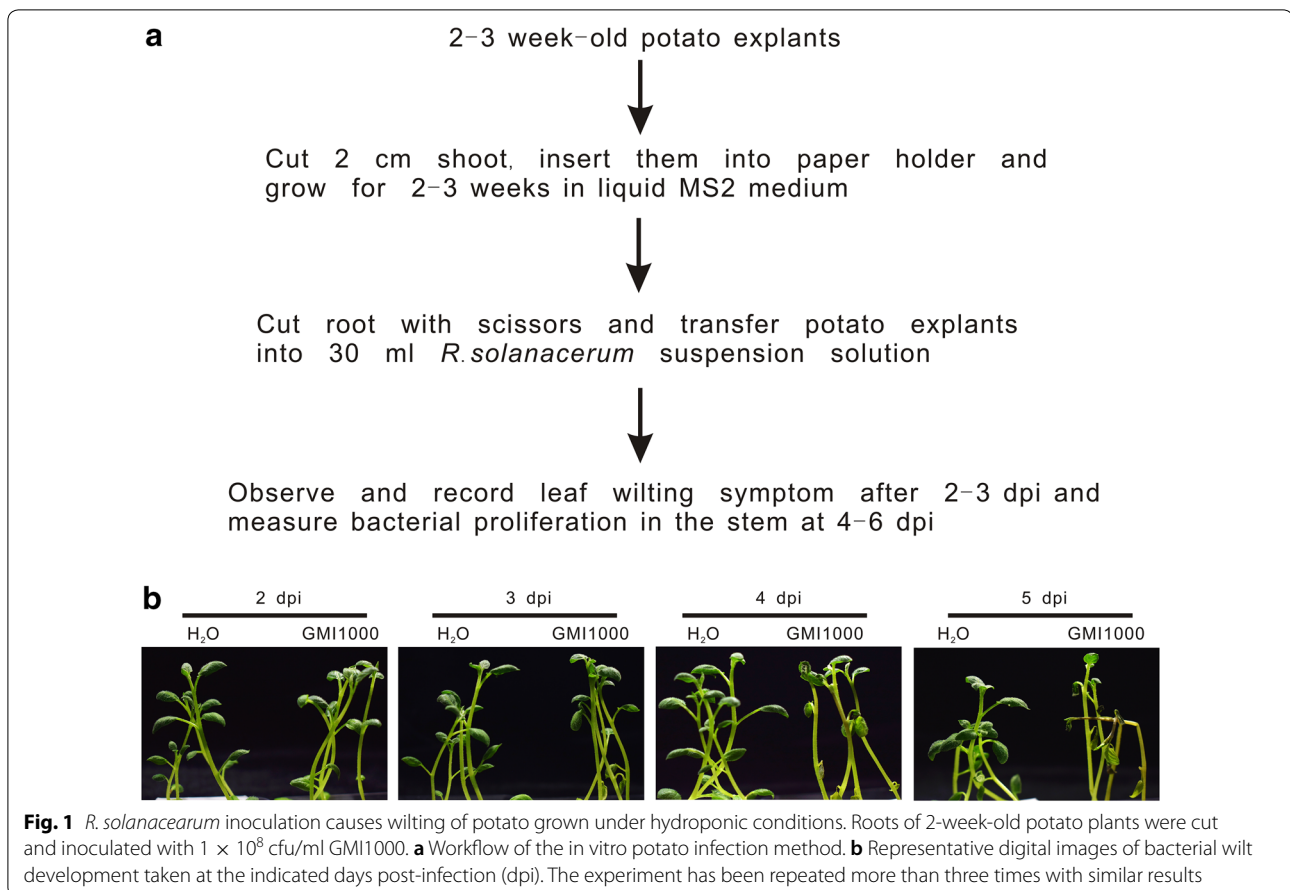 a
2-3 week-old potato explants
Cut 2 cm shoot, insert them into paper holder and
grow for 2-3 weeks in liquid MS2 medium
Cut root with scissors and transfer potato explants
into 30 ml R.solanacerum suspension solution
Observe and record leaf wilting symptom after 2-3 dpi and
measure bacterial proliferation in the stem at 4-6 dpi
b
2 dpi 3 dpi 4 dpi 5 dpi
H₂O GMI1000 H₂O GMI1000 H₂O GMI1000 H₂O GMI1000
Fig. 1 R. solanacearum inoculation causes wilting of potato grown under hydroponic conditions. Roots of 2-week-old potato plants were cut
and inoculated with 1 × 10⁸ cfu/ml GMI1000. a Workflow of the in vitro potato infection method. b Representative digital images of bacterial wilt
development taken at the indicated days post-infection (dpi). The experiment has been repeated more than three times with similar results